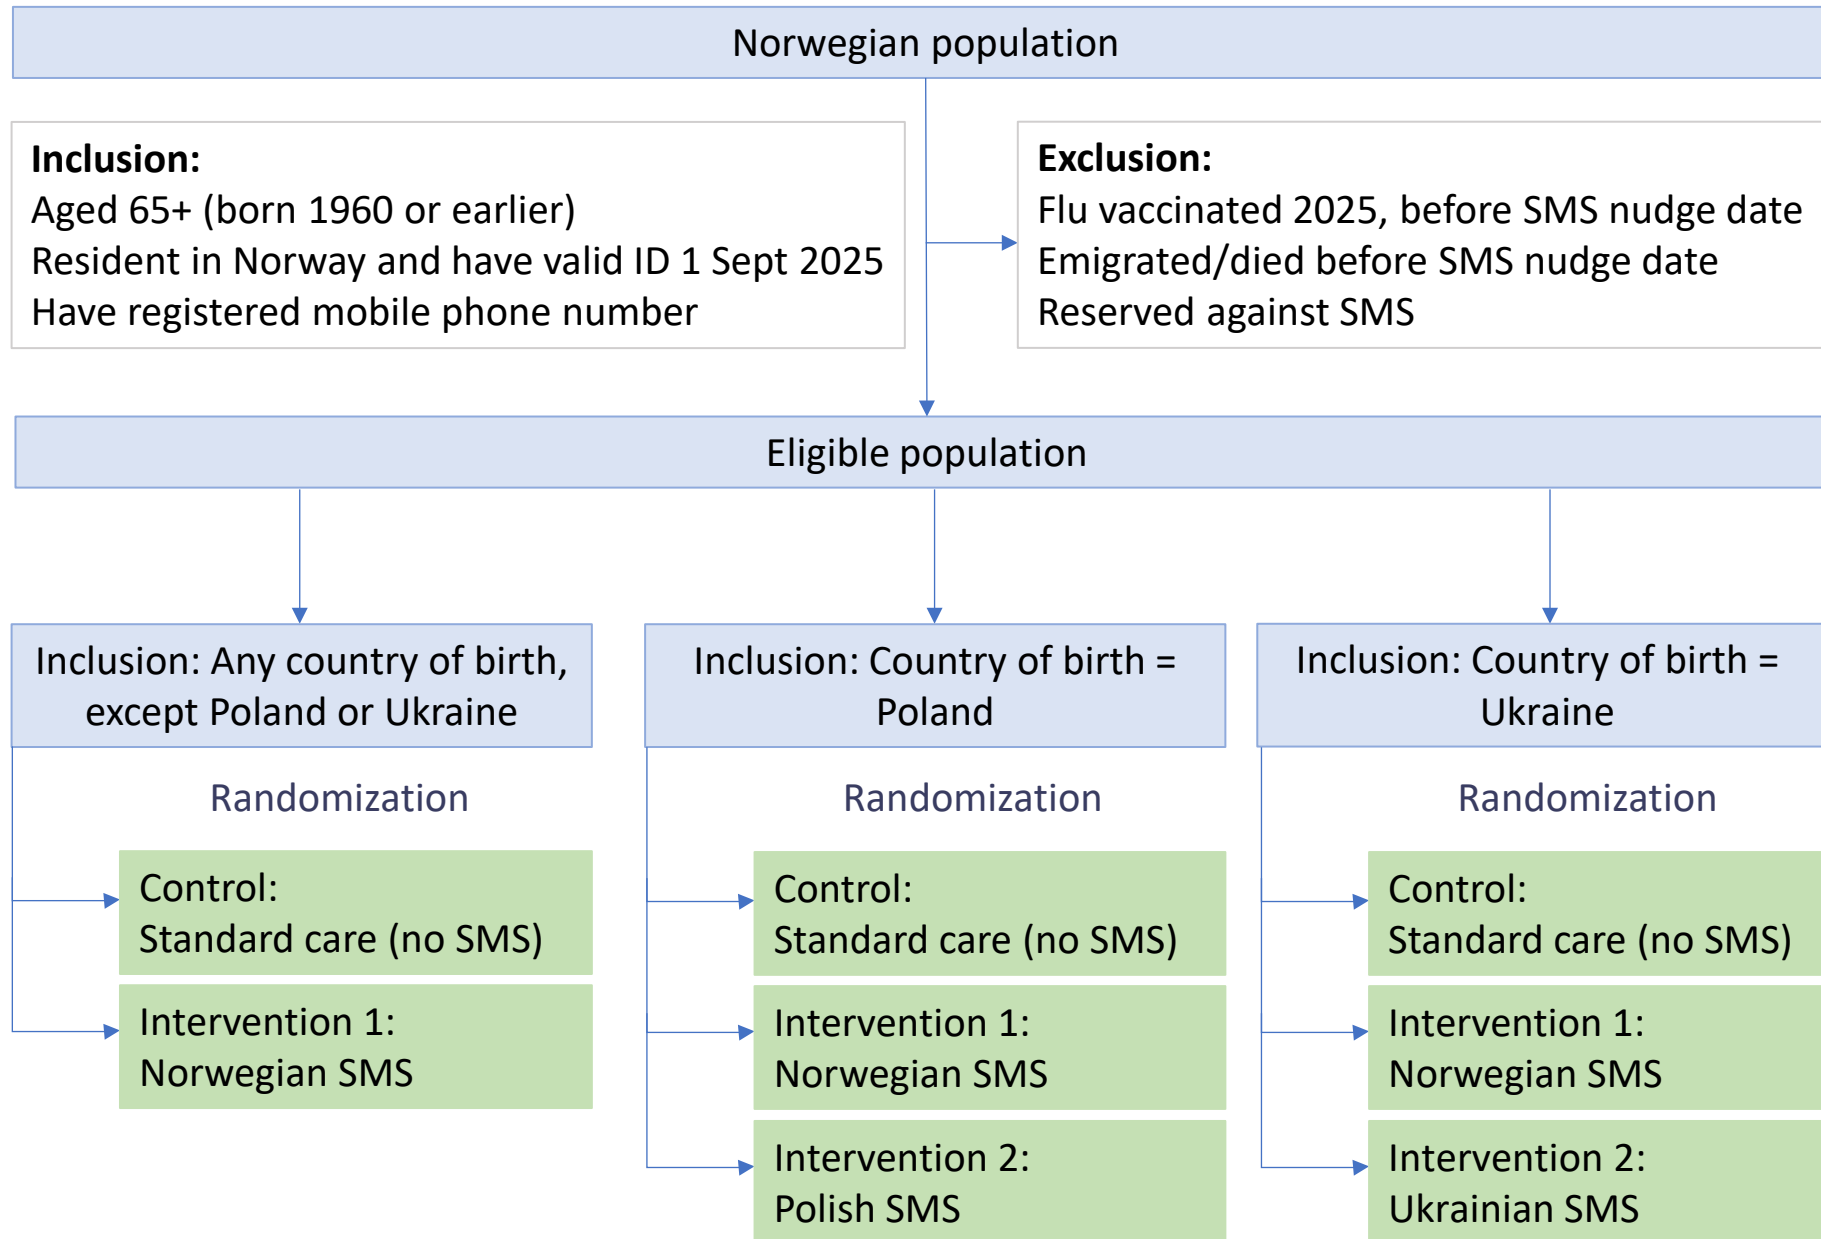 Norwegian population
Inclusion:
Aged 65+ (born 1960 or earlier)
Resident in Norway and have valid ID 1 Sept 2025
Have registered mobile phone number
Exclusion:
Flu vaccinated 2025, before SMS nudge date
Emigrated/died before SMS nudge date
Reserved against SMS
Eligible population
Inclusion: Any country of birth,
except Poland or Ukraine
Randomization
Control:
Standard care (no SMS)
Intervention 1:
Norwegian SMS
Inclusion: Country of birth =
Poland
Randomization
Control:
Standard care (no SMS)
Intervention 1:
Norwegian SMS
Intervention 2:
Polish SMS
Inclusion: Country of birth =
Ukraine
Randomization
Control:
Standard care (no SMS)
Intervention 1:
Norwegian SMS
Intervention 2:
Ukrainian SMS